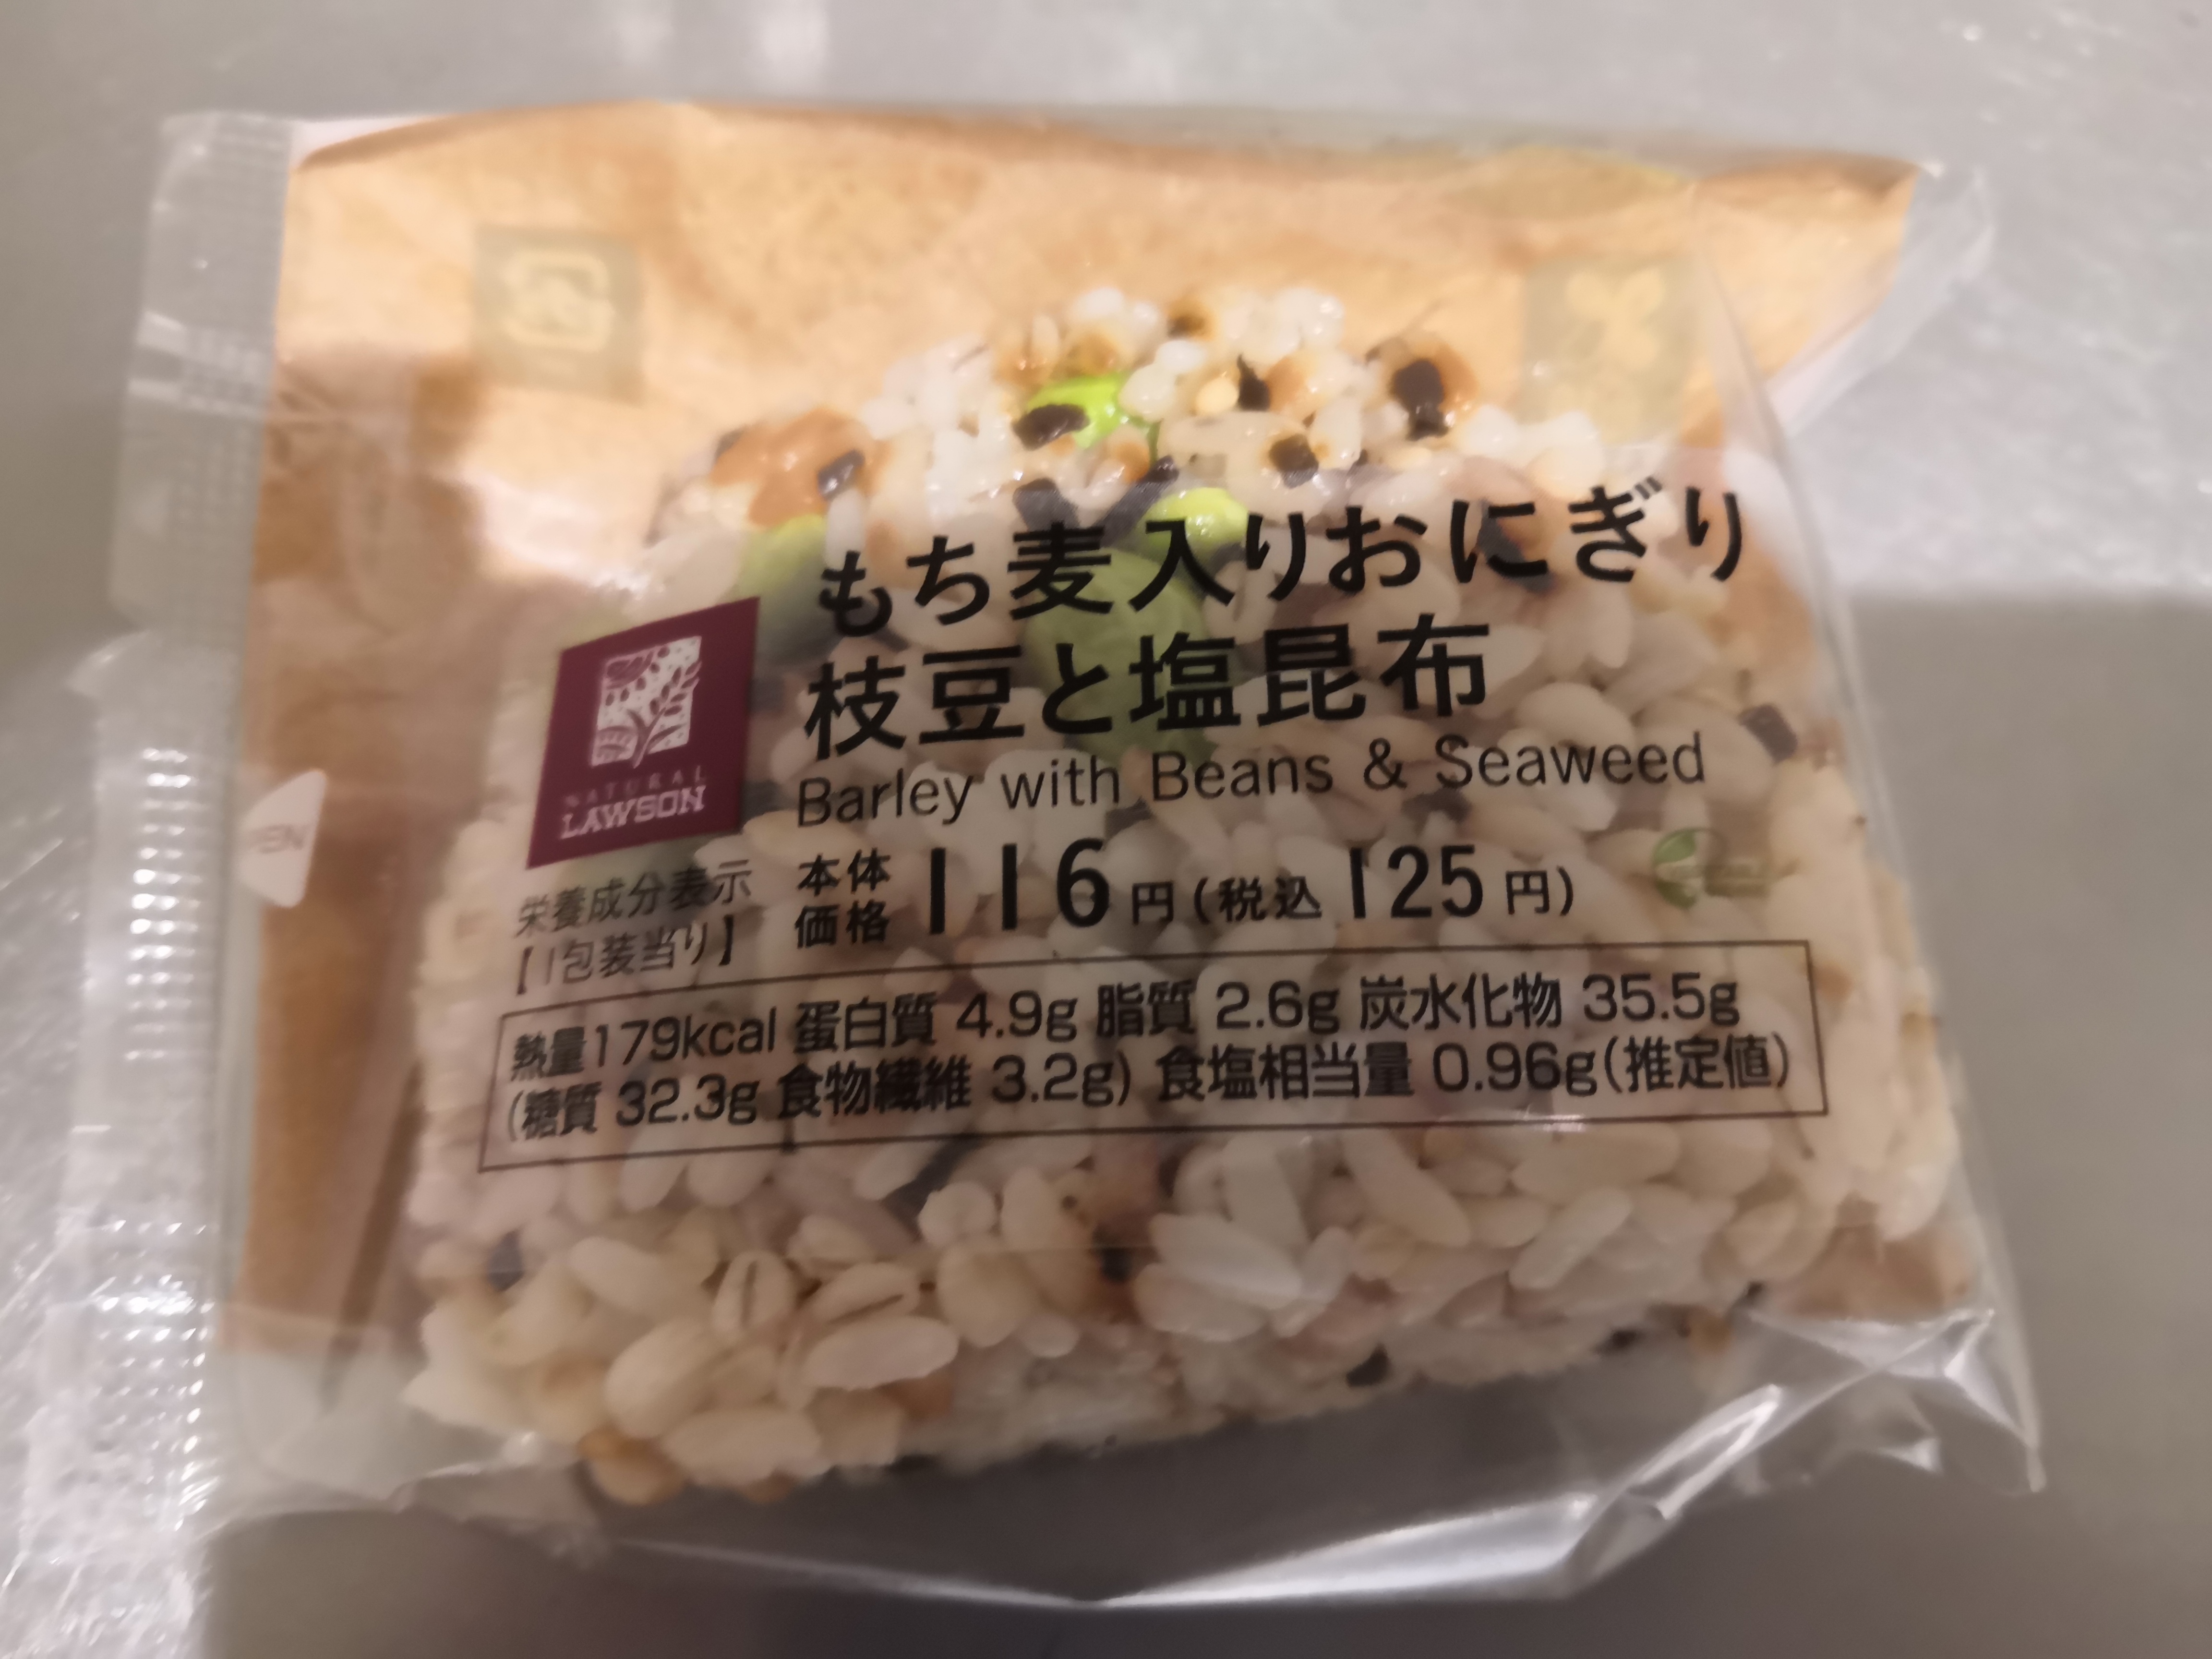 もち麦入りおにぎり
枝豆と塩昆布
Barley with Beans & Seaweed
NATURAL
LAWSON
本体価格 116円(税込125円)
栄養成分表示
【1包装当り】
熱量179kcal 蛋白質 4.9g 脂質 2.6g 炭水化物 35.5g
(糖質 32.3g 食物繊維 3.2g) 食塩相当量 0.96g(推定値)